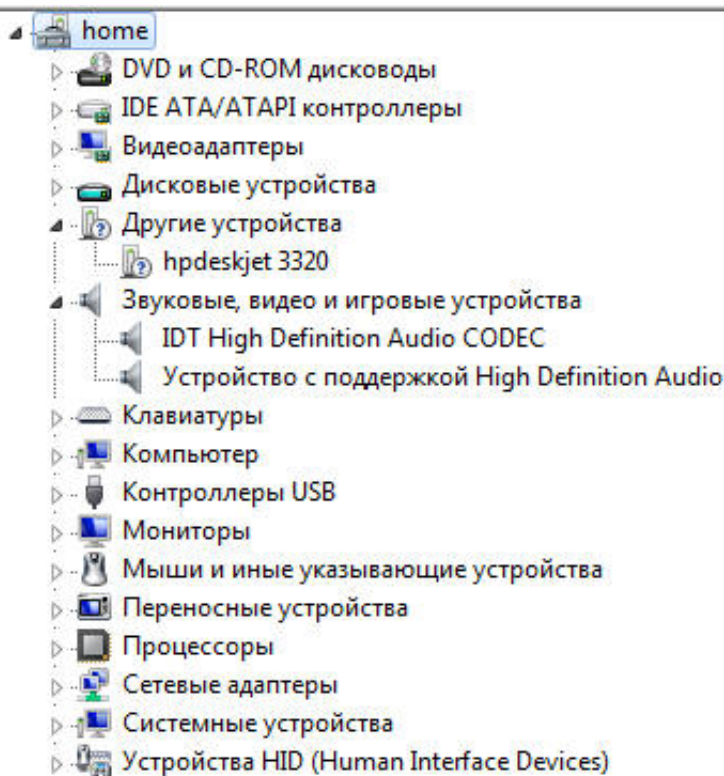 home
DVD и CD-ROM дисководы
IDE ATA/ATAPI контроллеры
Видеоадаптеры
Дисковые устройства
Другие устройства
hpdeskjet 3320
Звуковые, видео и игровые устройства
IDT High Definition Audio CODEC
Устройство с поддержкой High Definition Audio
Клавиатуры
Компьютер
Контроллеры USB
Мониторы
Мыши и иные указывающие устройства
Переносные устройства
Процессоры
Сетевые адаптеры
Системные устройства
Устройства HID (Human Interface Devices)